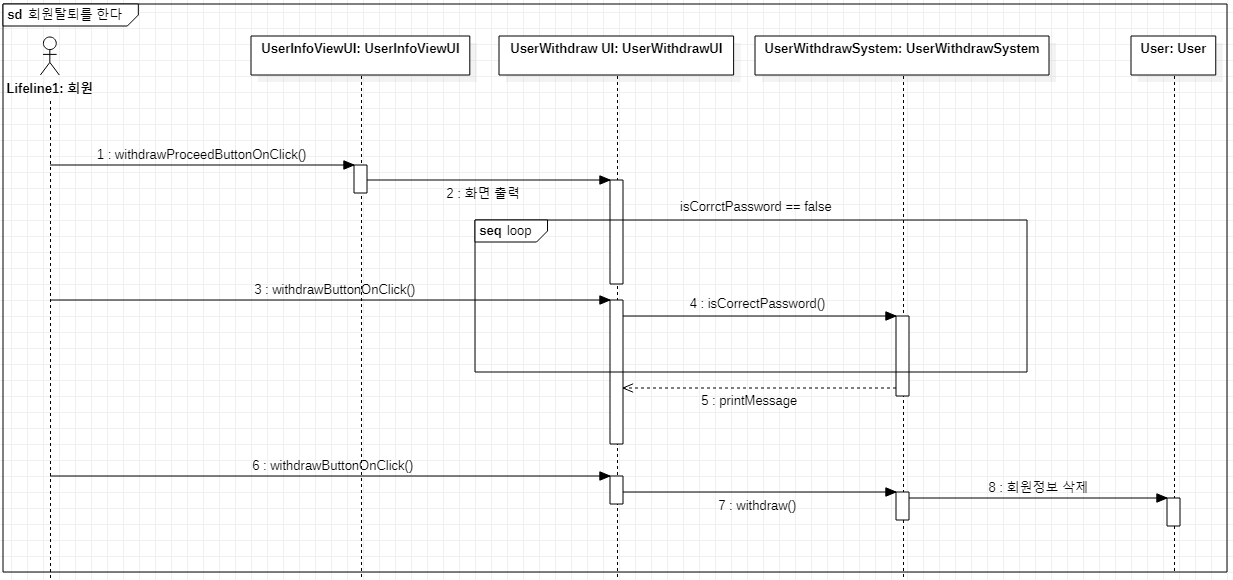 sd 회원탈퇴를 한다
UserInfoViewUI: UserInfoViewUI
UserWithdraw UI: UserWithdrawUI
UserWithdrawSystem: UserWithdrawSystem
User: User
Lifeline1: 회원
1 : withdrawProceedButtonOnClick()
2 : 화면 출력
isCorrctPassword == false
seq loop
3 : withdrawButtonOnClick()
4 : isCorrectPassword()
5 : printMessage
6 : withdrawButtonOnClick()
7 : withdraw()
8 : 회원정보 삭제